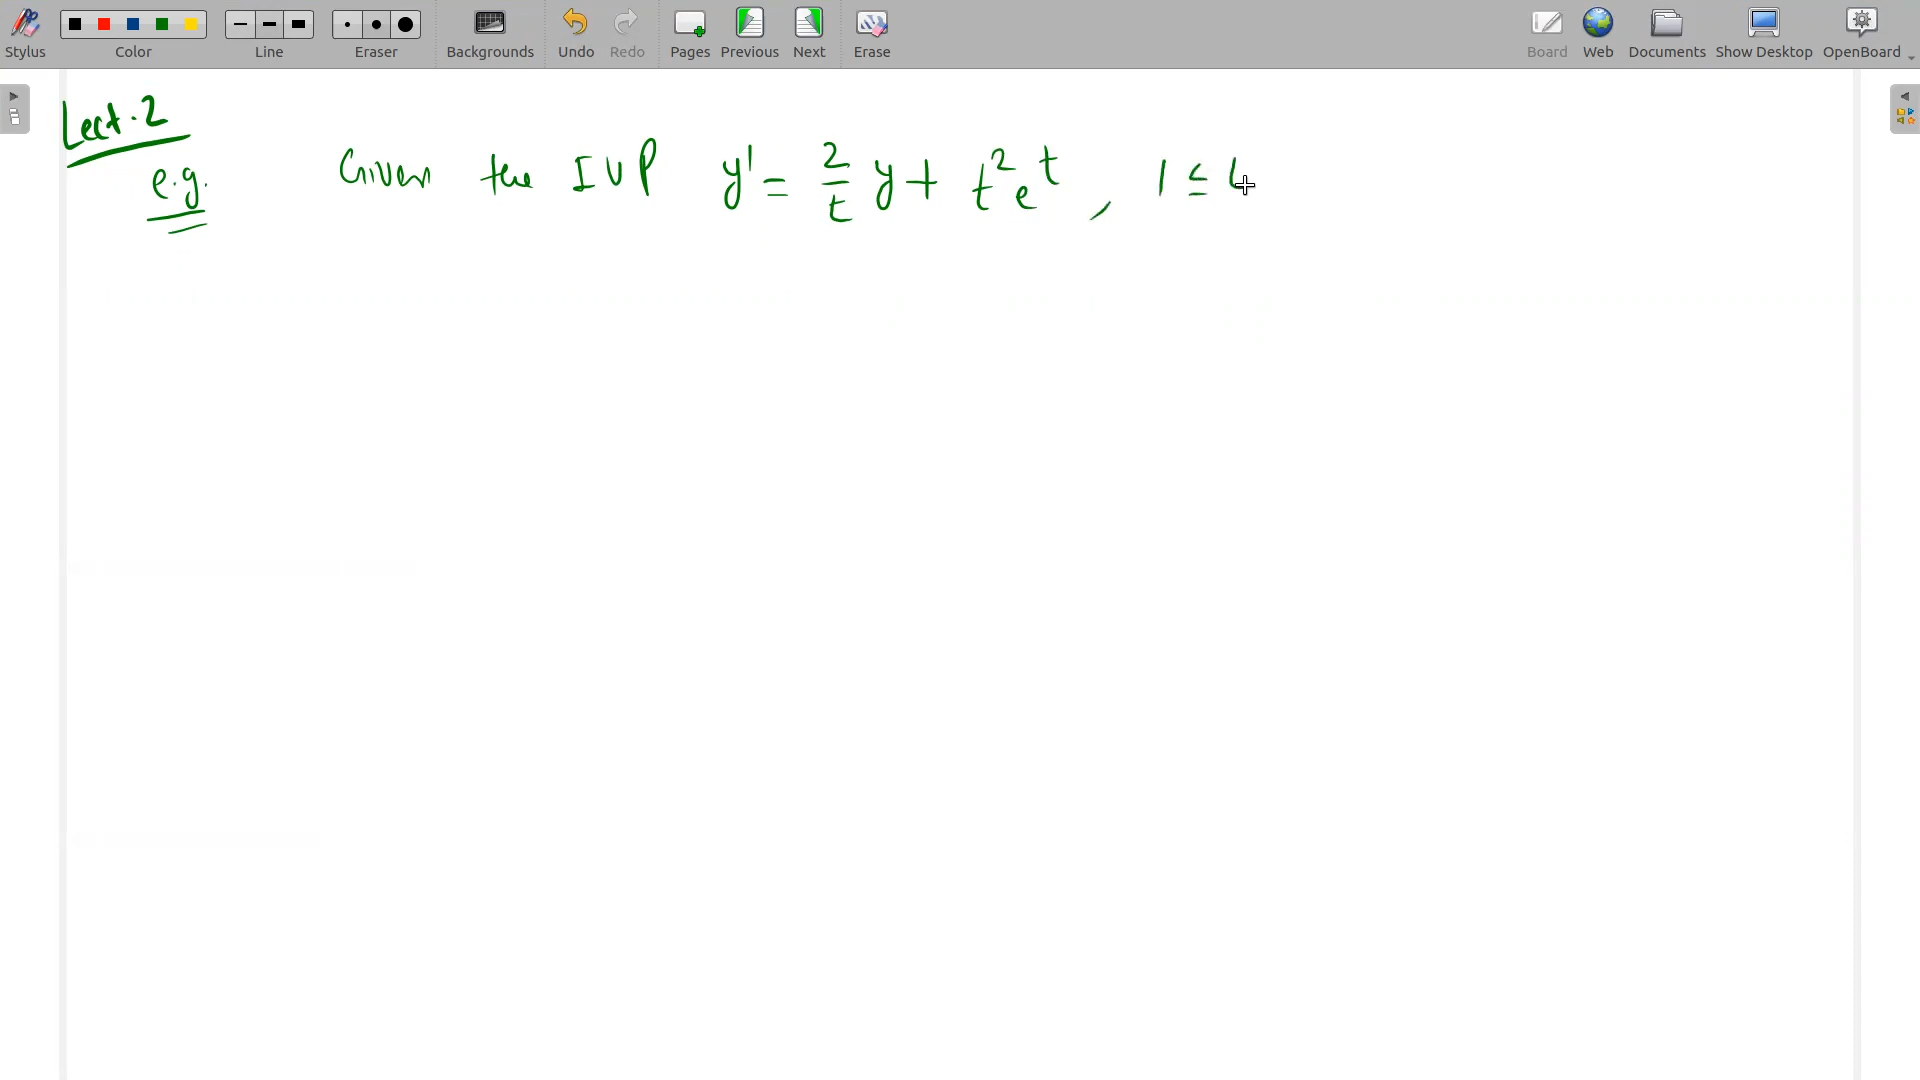 Stylus Color Line Eraser Backgrounds Undo Redo Pages Previous Next Erase Board Web Documents Show Desktop OpenBoard
Lect. 2
e.g. Given the IVP y' = 2/t y + t²eᵗ , 1 ≤